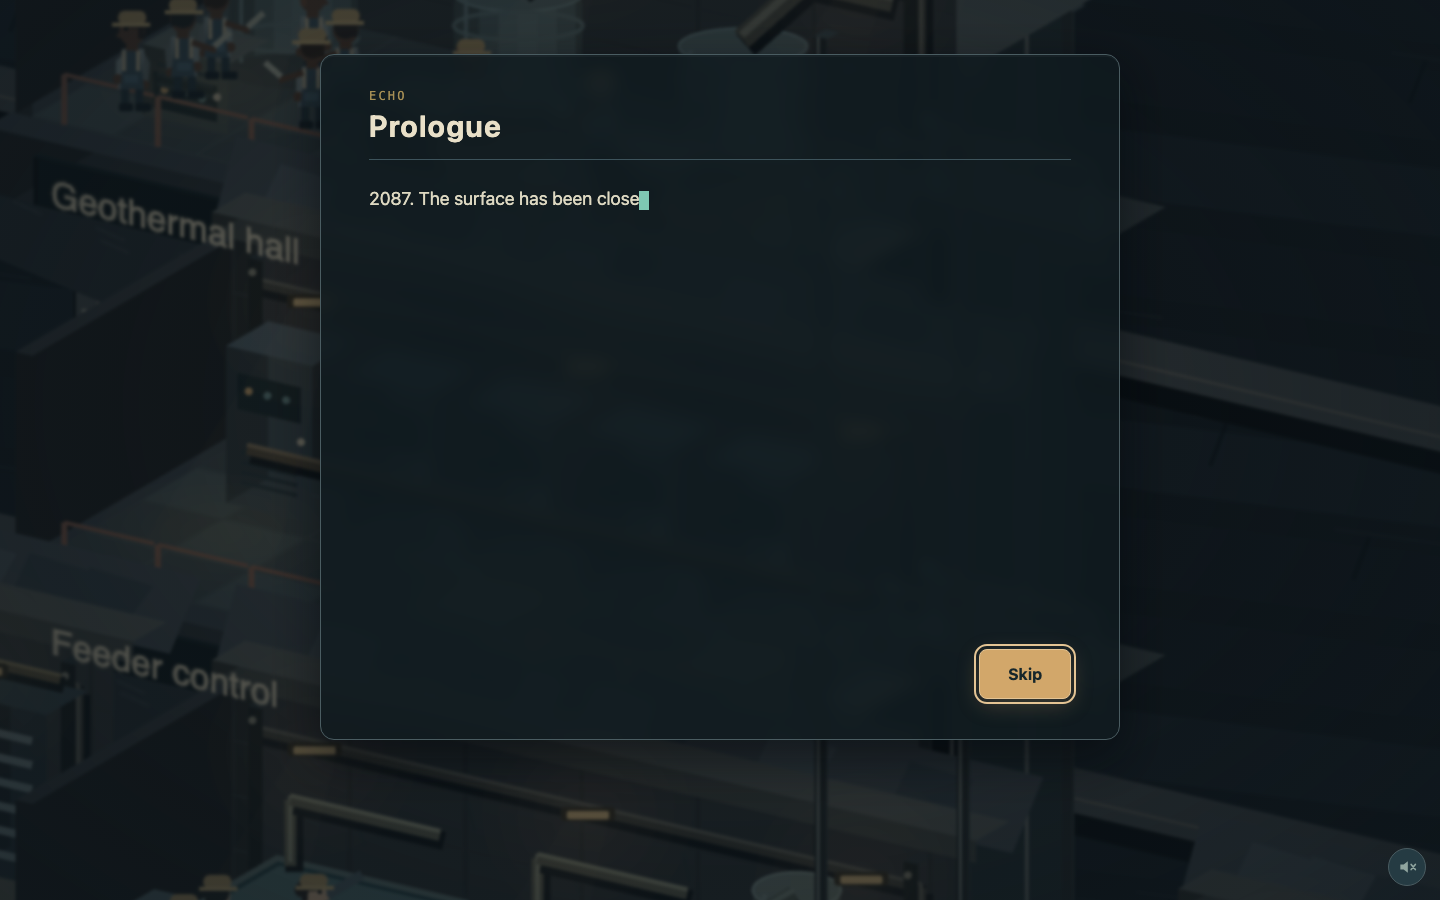 ECHO
Prologue
2087. The surface has been close
Geothermal hall
Feeder control
Skip